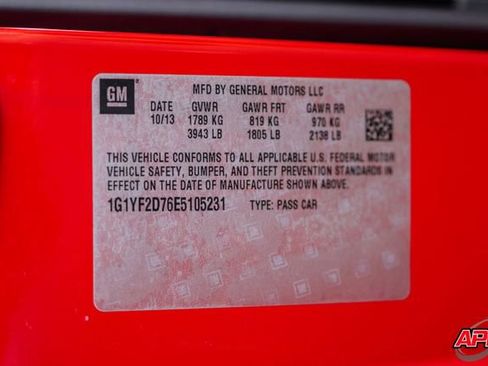 GM
MFD BY GENERAL MOTORS LLC
DATE GVWR GAWR FRT GAWR RR
10/13 1789 KG 819 KG 970 KG
3943 LB 1805 LB 2138 LB
THIS VEHICLE CONFORMS TO ALL APPLICABLE U.S. FEDERAL MOTOR
VEHICLE SAFETY, BUMPER, AND THEFT PREVENTION STANDARDS
IN EFFECT ON THE DATE OF MANUFACTURE SHOWN ABOVE.
1G1YF2D76E5105231 TYPE: PASS CAR